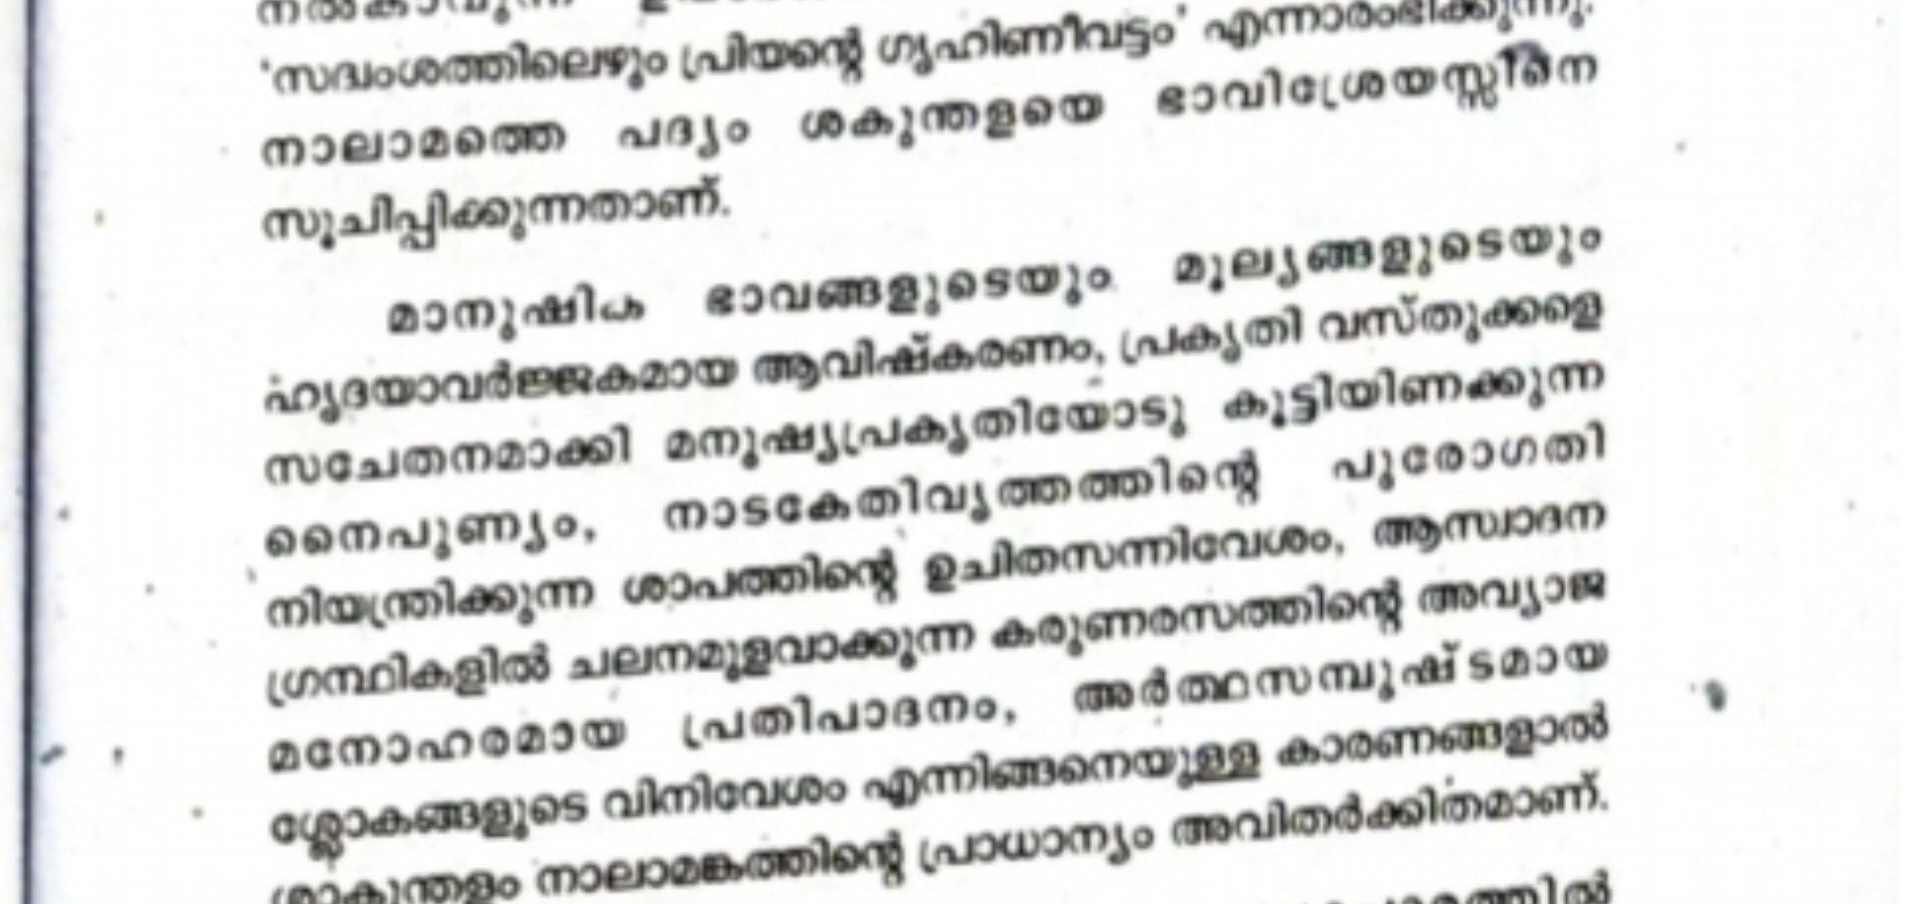 നൽകാവുന്ന
'സദ്വംശത്തിലെഴും പ്രിയന്റെ ഗൃഹിണീവട്ടം' എന്നാരംഭിക്കുന്ന.
നാലാമത്തെ പദ്യം ശകുന്തളയെ ഭാവിശ്രേയസ്സിനെ
സൂചിപ്പിക്കുന്നതാണ്.
മാനുഷിക ഭാവങ്ങളുടെയും മൂല്യങ്ങളുടെയും
ഹൃദയാവർജ്ജകമായ ആവിഷ്കരണം, പ്രകൃതി വസ്തുക്കളെ
സചേതനമാക്കി മനുഷ്യപ്രകൃതിയോടു കൂട്ടിയിണക്കുന്ന
നൈപുണ്യം, നാടകേതിവൃത്തത്തിന്റെ പുരോഗതി
നിയന്ത്രിക്കുന്ന ശാപത്തിന്റെ ഉചിതസന്നിവേശം, ആസ്വാദന
ഗ്രന്ഥികളിൽ ചലനമുളവാക്കുന്ന കരുണരസത്തിന്റെ അവ്യാജ
മനോഹരമായ പ്രതിപാദനം, അർത്ഥസമ്പുഷ്ടമായ
ശ്ലോകങ്ങളുടെ വിനിവേശം എന്നിങ്ങനെയുള്ള കാരണങ്ങളാൽ
ശാകുന്തളം നാലാമങ്കത്തിന്റെ പ്രാധാന്യം അവിതർക്കിതമാണ്.